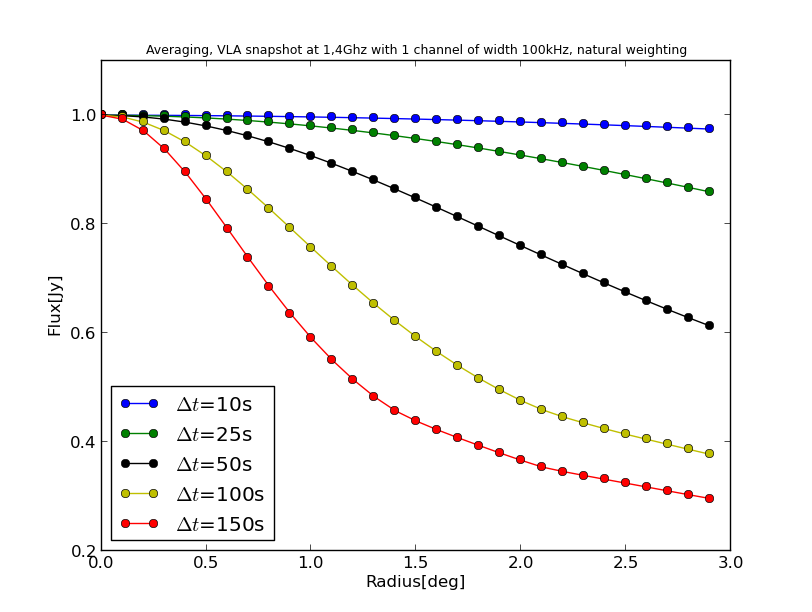 Averaging, VLA snapshot at 1,4Ghz with 1 channel of width 100kHz, natural weighting
1.0
0.8
0.6
0.4
0.2
Flux[Jy]
Δt=10s
Δt=25s
Δt=50s
Δt=100s
Δt=150s
0.0 0.5 1.0 1.5 2.0 2.5 3.0
Radius[deg]